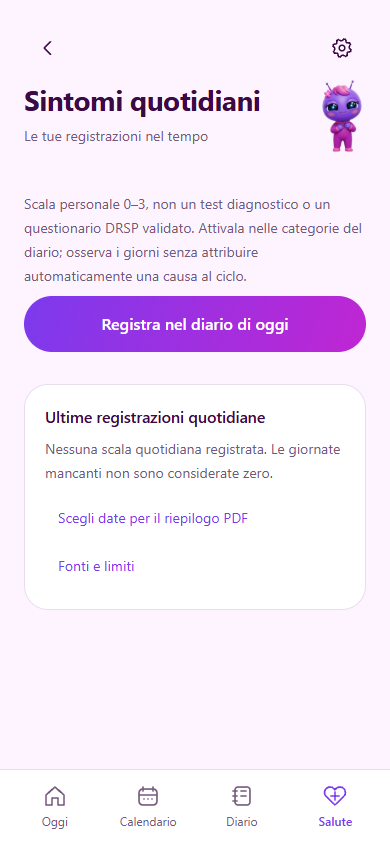 Sintomi quotidiani
Le tue registrazioni nel tempo
Scala personale 0–3, non un test diagnostico o un
questionario DRSP validato. Attivala nelle categorie del
diario; osserva i giorni senza attribuire
automaticamente una causa al ciclo.
Registra nel diario di oggi
Ultime registrazioni quotidiane
Nessuna scala quotidiana registrata. Le giornate
mancanti non sono considerate zero.
Scegli date per il riepilogo PDF
Fonti e limiti
Oggi
Calendario
Diario
Salute